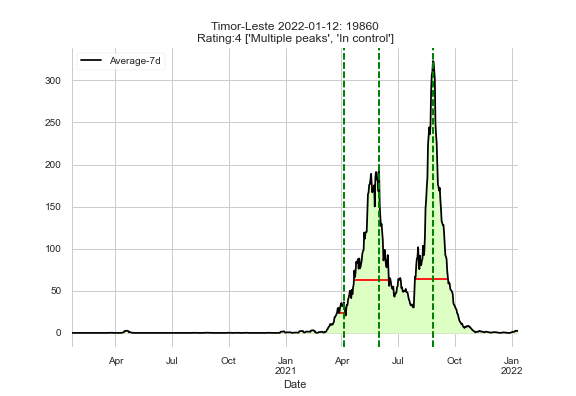 Timor-Leste 2022-01-12: 19860
Rating:4 ['Multiple peaks', 'In control']
Average-7d
300
250
200
150
100
50
0
Apr Jul Oct Jan Apr Jul Oct Jan
2021 2022
Date